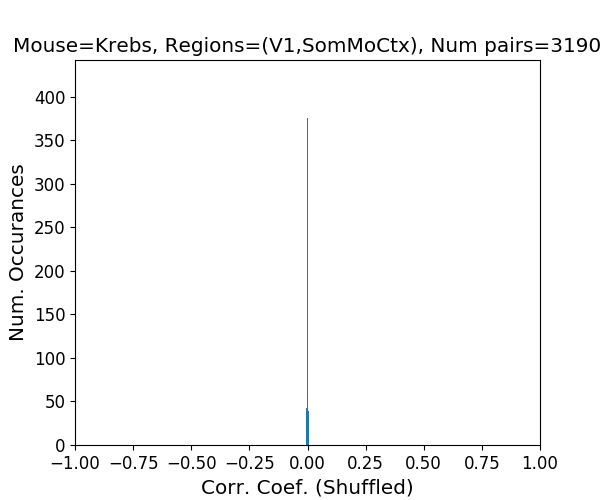 Mouse=Krebs, Regions=(V1,SomMoCtx), Num pairs=3190
400
350
300
250
200
150
100
50
0
Num. Occurances
−1.00 −0.75 −0.50 −0.25 0.00 0.25 0.50 0.75 1.00
Corr. Coef. (Shuffled)